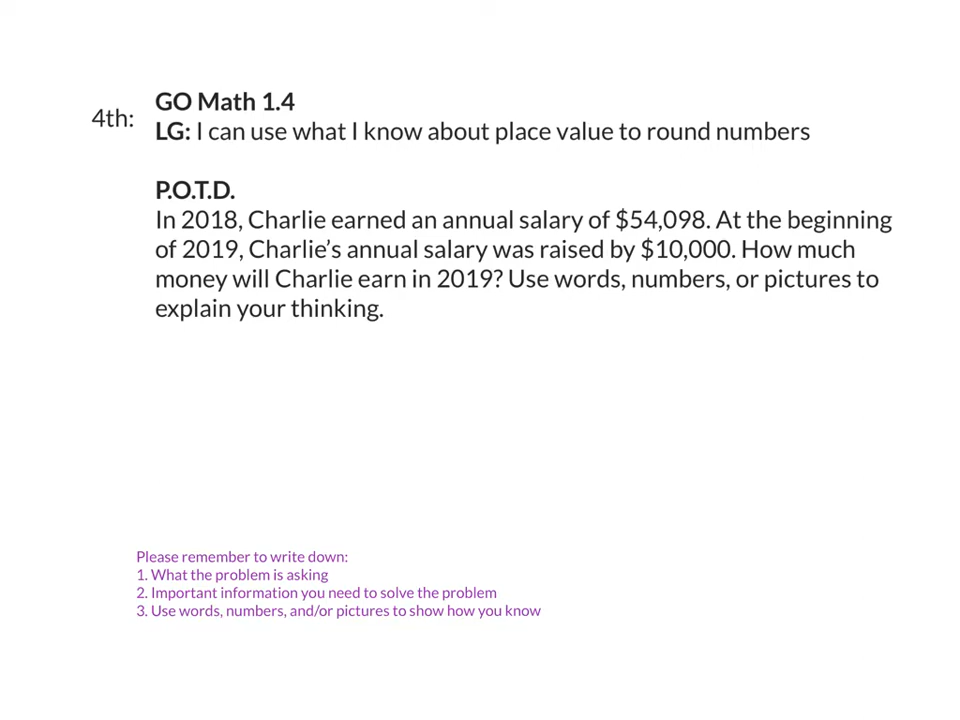 GO Math 1.4
4th:
LG: I can use what I know about place value to round numbers
P.O.T.D.
In 2018, Charlie earned an annual salary of $54,098. At the beginning
of 2019, Charlie’s annual salary was raised by $10,000. How much
money will Charlie earn in 2019? Use words, numbers, or pictures to
explain your thinking.
Please remember to write down:
1. What the problem is asking
2. Important information you need to solve the problem
3. Use words, numbers, and/or pictures to show how you know